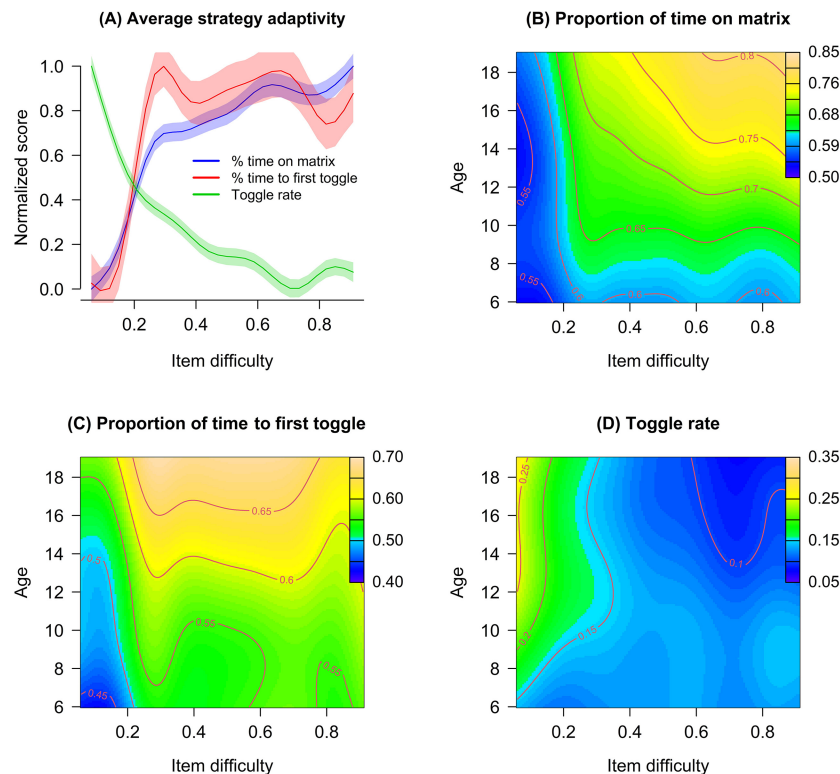 (A) Average strategy adaptivity
Normalized score
1.0
0.8
0.6
0.4
0.2
0.0
% time on matrix
% time to first toggle
Toggle rate
0.2 0.4 0.6 0.8
Item difficulty
(B) Proportion of time on matrix
Age
18
16
14
12
10
8
6
0.8
0.75
0.7
0.65
0.55
0.55
0.85
0.76
0.68
0.59
0.50
0.2 0.4 0.6 0.8
Item difficulty
(C) Proportion of time to first toggle
Age
18
16
14
12
10
8
6
0.65
0.6
0.5
0.55
0.55
0.45
0.70
0.60
0.50
0.40
0.2 0.4 0.6 0.8
Item difficulty
(D) Toggle rate
Age
18
16
14
12
10
8
6
0.25
0.2
0.15
0.1
0.35
0.25
0.15
0.05
0.2 0.4 0.6 0.8
Item difficulty